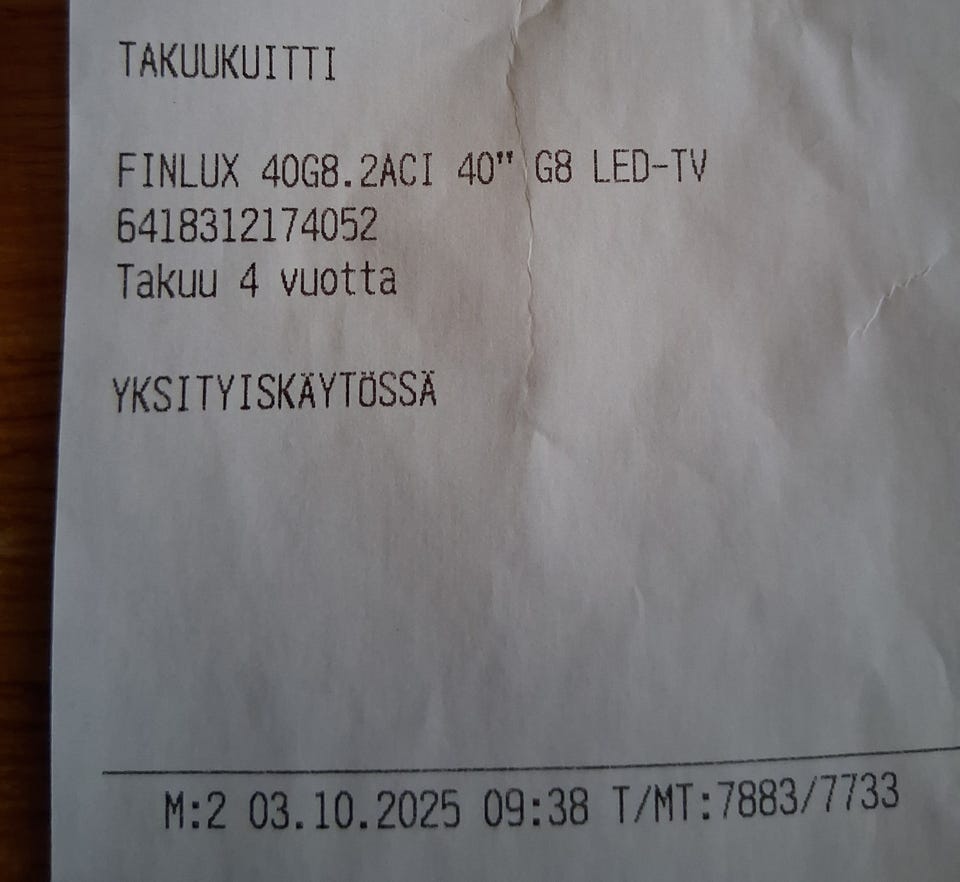 TAKUUKUITTI
FINLUX 40G8.2ACI 40" G8 LED-TV
6418312174052
Takuu 4 vuotta
YKSITYISKÄYTÖSSÄ
M:2 03.10.2025 09:38 T/MT:7883/7733